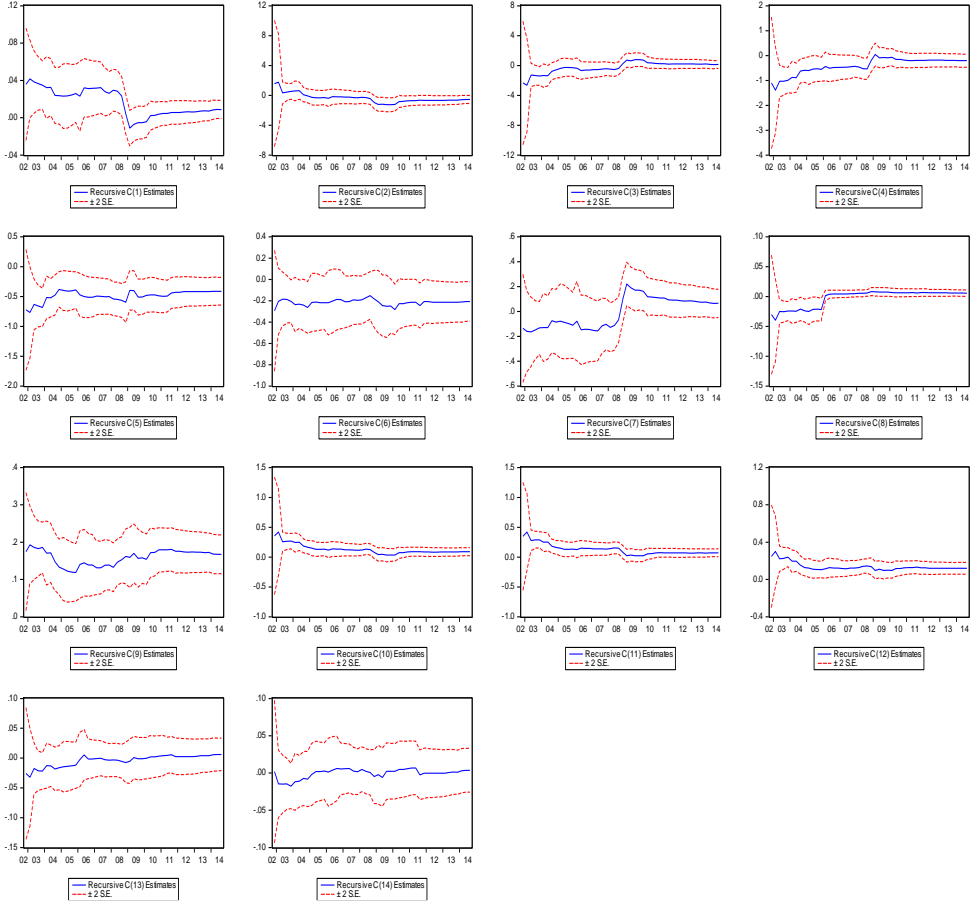 .12
.08
.04
.00
-.04
02 03 04 05 06 07 08 09 10 11 12 13 14
Recursive C(1) Estimates
± 2 S.E.
12
8
4
0
-4
-8
02 03 04 05 06 07 08 09 10 11 12 13 14
Recursive C(2) Estimates
± 2 S.E.
8
4
0
-4
-8
-12
02 03 04 05 06 07 08 09 10 11 12 13 14
Recursive C(3) Estimates
± 2 S.E.
2
1
0
-1
-2
-3
-4
02 03 04 05 06 07 08 09 10 11 12 13 14
Recursive C(4) Estimates
± 2 S.E.
0.5
0.0
-0.5
-1.0
-1.5
-2.0
02 03 04 05 06 07 08 09 10 11 12 13 14
Recursive C(5) Estimates
± 2 S.E.
0.4
0.2
0.0
-0.2
-0.4
-0.6
-0.8
-1.0
02 03 04 05 06 07 08 09 10 11 12 13 14
Recursive C(6) Estimates
± 2 S.E.
.6
.4
.2
.0
-.2
-.4
-.6
02 03 04 05 06 07 08 09 10 11 12 13 14
Recursive C(7) Estimates
± 2 S.E.
.10
.05
.00
-.05
-.10
-.15
02 03 04 05 06 07 08 09 10 11 12 13 14
Recursive C(8) Estimates
± 2 S.E.
.4
.3
.2
.1
.0
02 03 04 05 06 07 08 09 10 11 12 13 14
Recursive C(9) Estimates
± 2 S.E.
1.5
1.0
0.5
0.0
-0.5
-1.0
02 03 04 05 06 07 08 09 10 11 12 13 14
Recursive C(10) Estimates
± 2 S.E.
1.5
1.0
0.5
0.0
-0.5
-1.0
02 03 04 05 06 07 08 09 10 11 12 13 14
Recursive C(11) Estimates
± 2 S.E.
1.2
0.8
0.4
0.0
-0.4
02 03 04 05 06 07 08 09 10 11 12 13 14
Recursive C(12) Estimates
± 2 S.E.
.10
.05
.00
-.05
-.10
-.15
02 03 04 05 06 07 08 09 10 11 12 13 14
Recursive C(13) Estimates
± 2 S.E.
.10
.05
.00
-.05
-.10
02 03 04 05 06 07 08 09 10 11 12 13 14
Recursive C(14) Estimates
± 2 S.E.